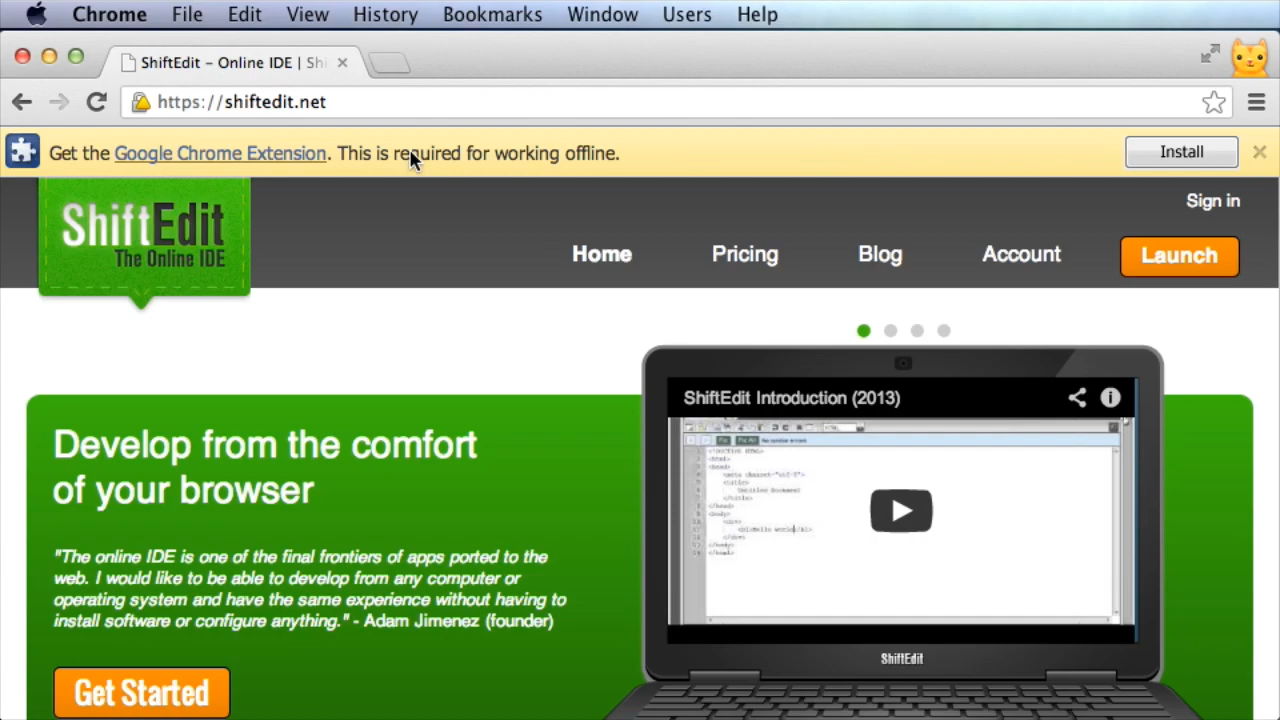 Chrome File Edit View History Bookmarks Window Users Help
ShiftEdit – Online IDE | Shi
https://shiftedit.net
Get the Google Chrome Extension. This is required for working offline.
Install
ShiftEdit
The Online IDE
Sign in
Home Pricing Blog Account Launch
ShiftEdit Introduction (2013)
Develop from the comfort
of your browser
"The online IDE is one of the final frontiers of apps ported to the
web. I would like to be able to develop from any computer or
operating system and have the same experience without having to
install software or configure anything." - Adam Jimenez (founder)
Get Started
ShiftEdit